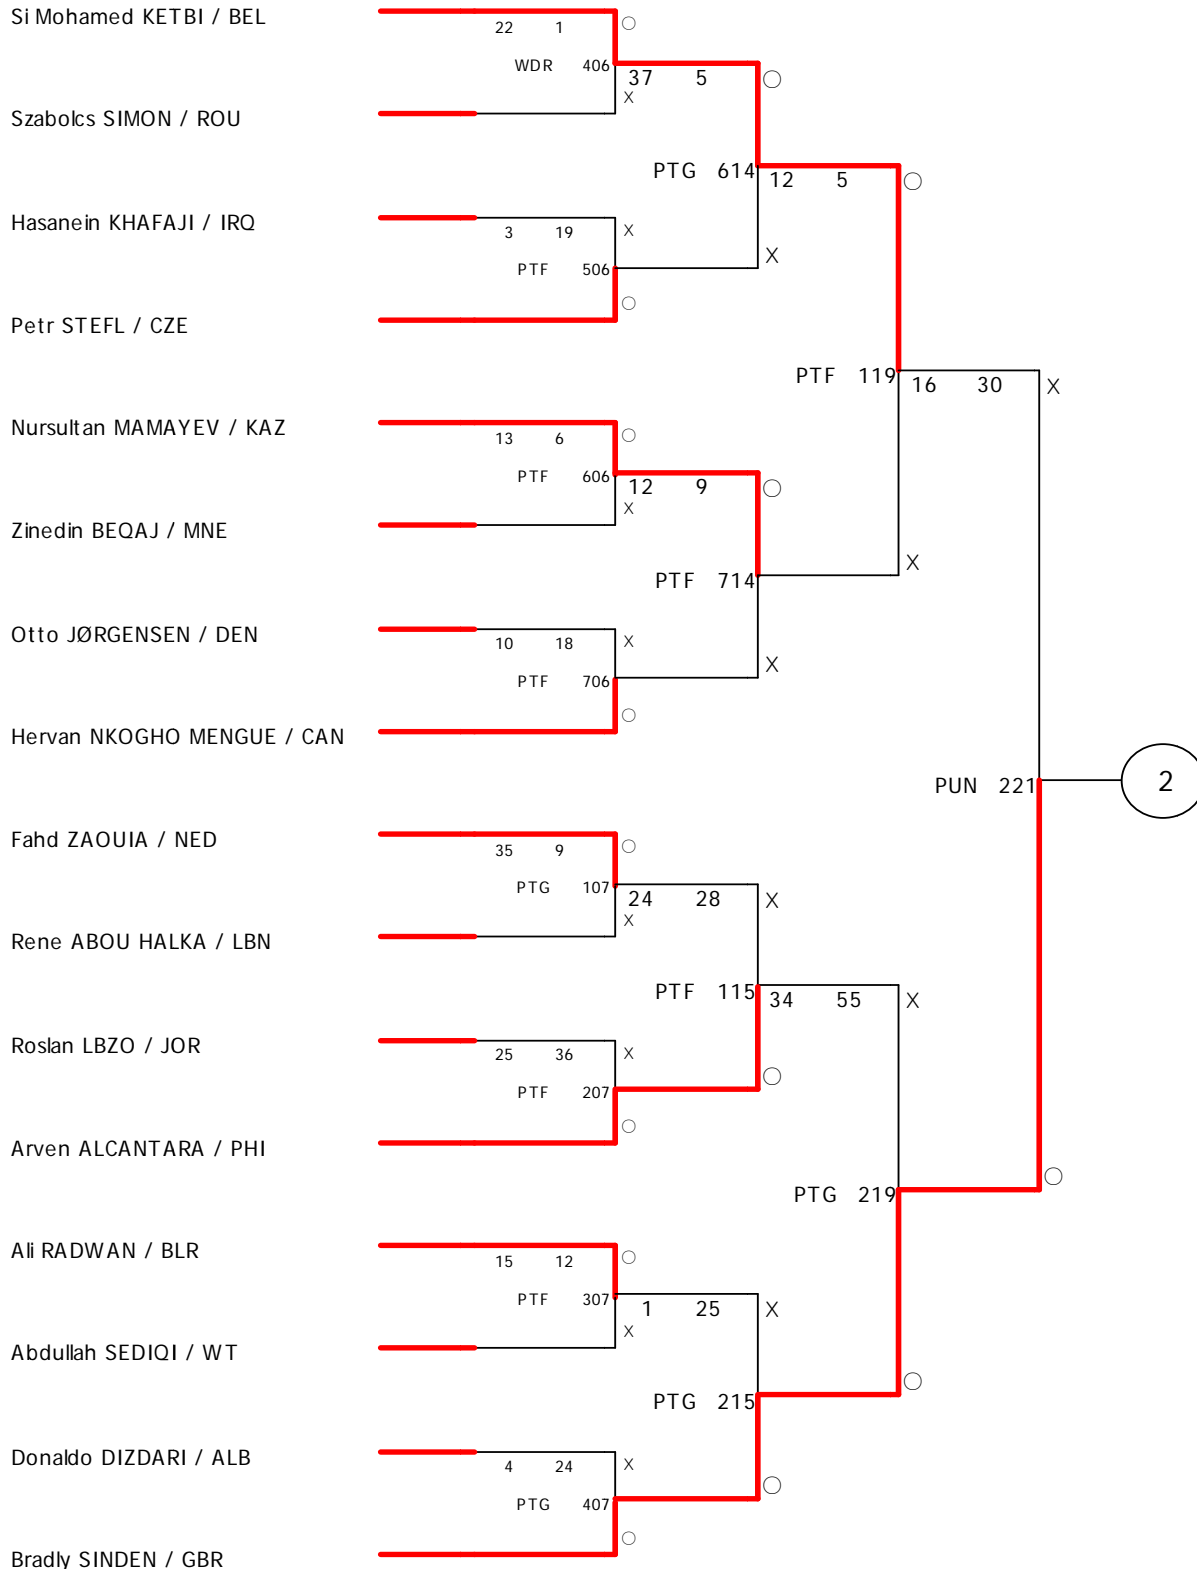 Si Mohamed KETBI / BEL
22 1 ○
WDR 406
37 5 ○
X
Szabolcs SIMON / ROU
PTG 614
12 5 ○
Hasanein KHAFAJI / IRQ
3 19 X
X
PTF 506
○
Petr STEFL / CZE
PTF 119
16 30 X
Nursultan MAMAYEV / KAZ
13 6 ○
PTF 606
12 9 ○
X
Zinedin BEQAJ / MNE
X
PTF 714
Otto JØRGENSEN / DEN
10 18 X
X
PTF 706
○
Hervan NKOGHO MENGUE / CAN
PUN 221
2
Fahd ZAOUIA / NED
35 9 ○
PTG 107
24 28 X
X
Rene ABOU HALKA / LBN
PTF 115
34 55 X
Roslan LBZO / JOR
25 36 X
○
PTF 207
○
Arven ALCANTARA / PHI
○
PTG 219
Ali RADWAN / BLR
15 12 ○
PTF 307
1 25 X
X
Abdullah SEDIQI / WT
○
PTG 215
Donaldo DIZDARI / ALB
4 24 X
○
PTG 407
○
Bradly SINDEN / GBR